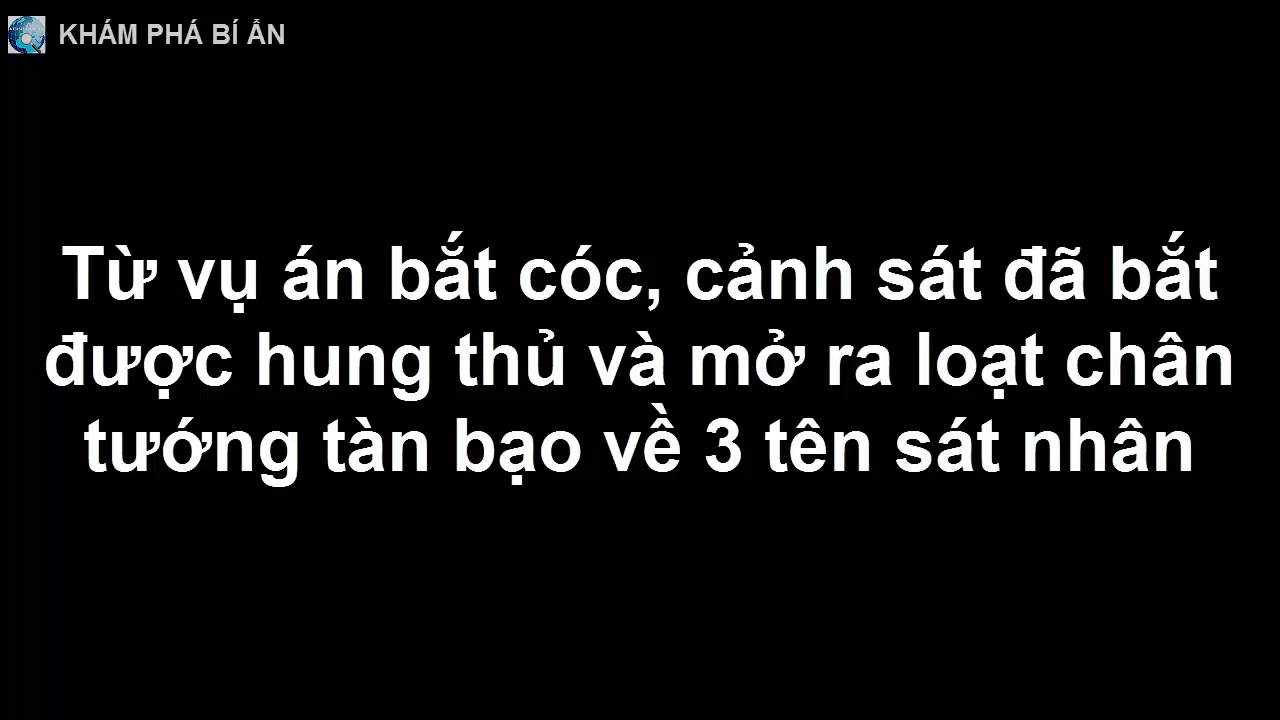 KHÁM PHÁ BÍ ẨN
Từ vụ án bắt cóc, cảnh sát đã bắt
được hung thủ và mở ra loạt chân
tướng tàn bạo về 3 tên sát nhân